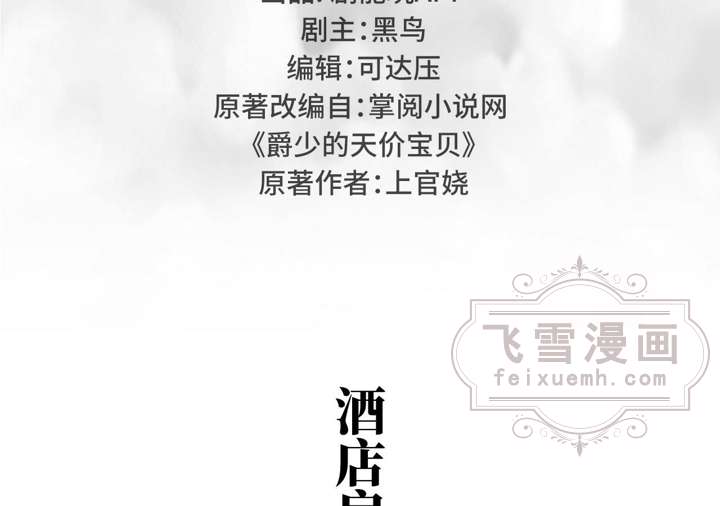 剧主：黑鸟
编辑：可达压
原著改编自：掌阅小说网
《爵少的天价宝贝》
原著作者：上官娆
飞雪漫画
feixuemh.com
酒店